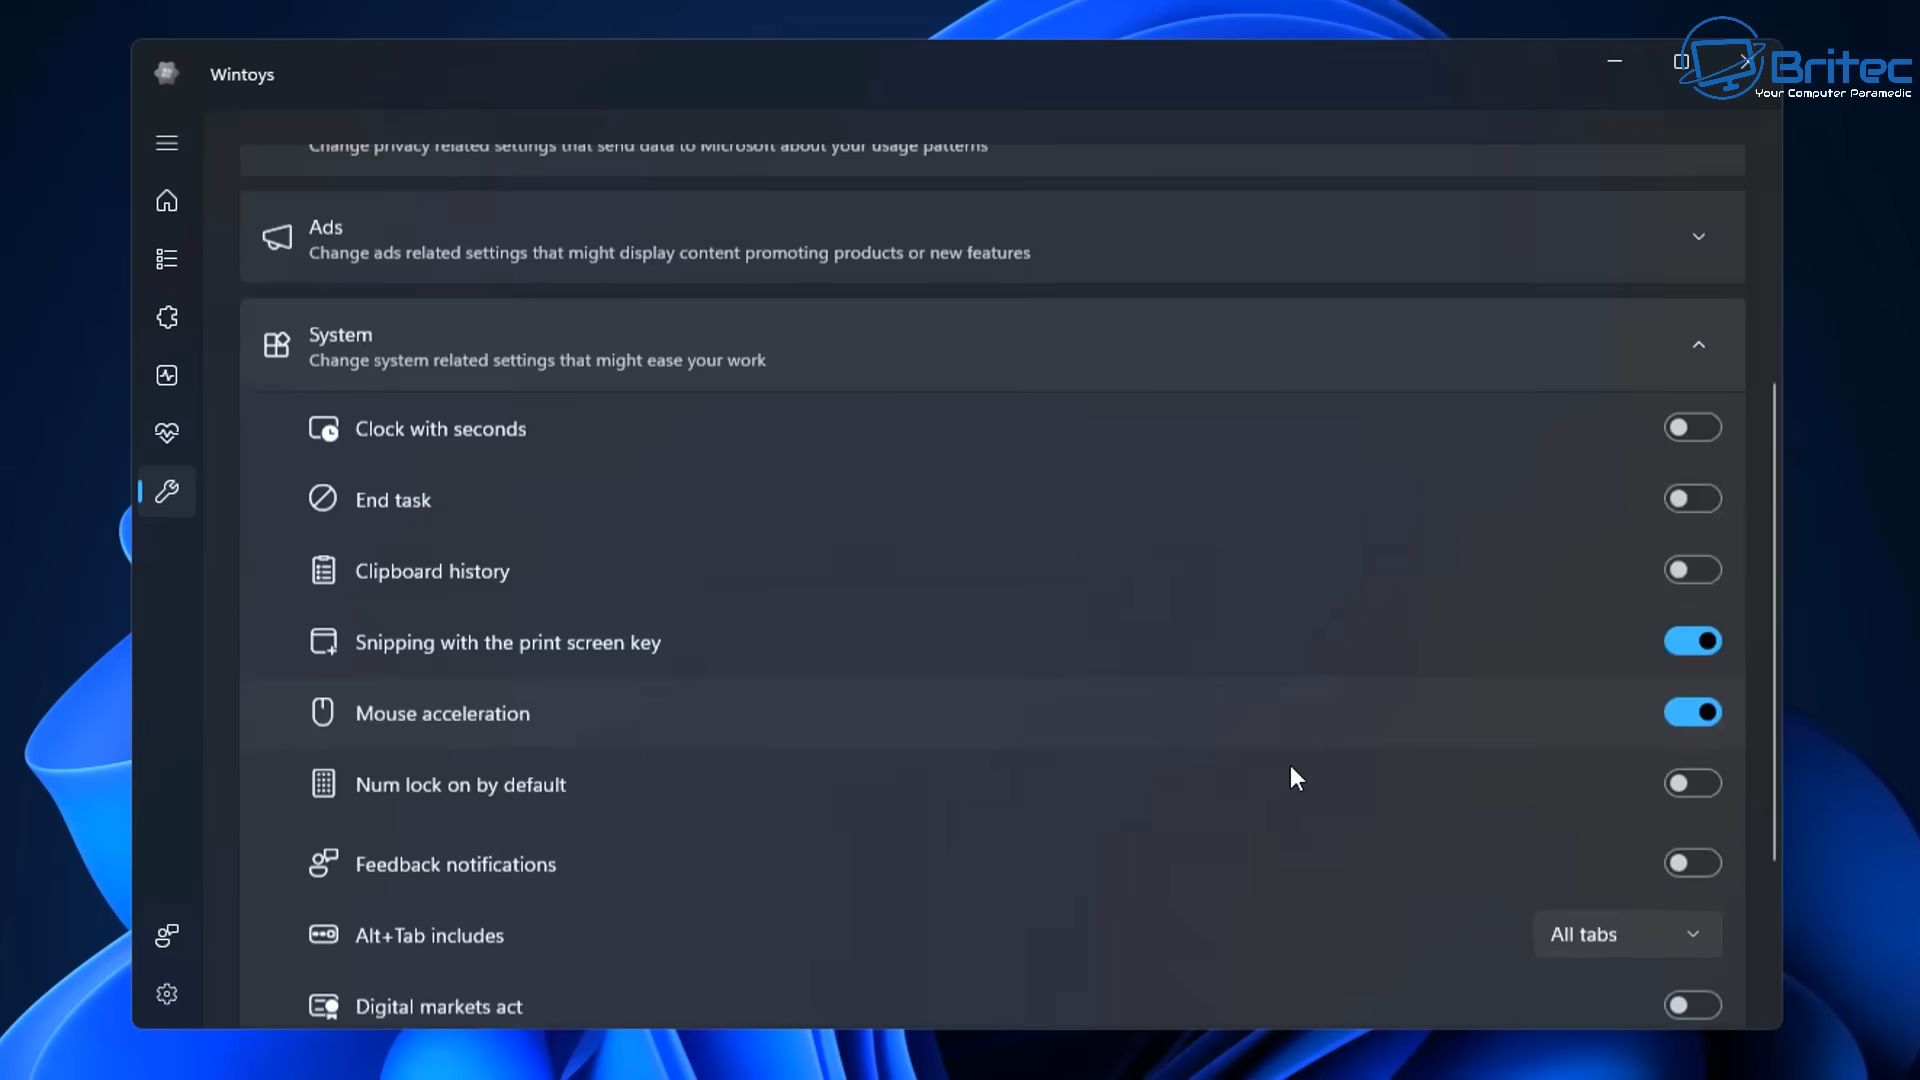 Wintoys
Britec
Your Computer Paramedic
Change privacy related settings that send data to Microsoft about your usage patterns
Ads
Change ads related settings that might display content promoting products or new features
System
Change system related settings that might ease your work
Clock with seconds
End task
Clipboard history
Snipping with the print screen key
Mouse acceleration
Num lock on by default
Feedback notifications
Alt+Tab includes
All tabs
Digital markets act